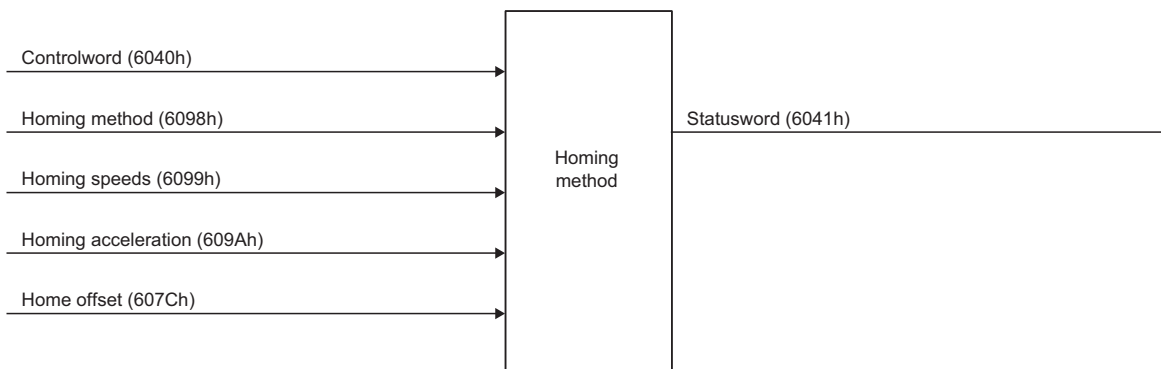 Controlword (6040h)
Homing method (6098h)
Statusword (6041h)
Homing speeds (6099h)
Homing
method
Homing acceleration (609Ah)
Home offset (607Ch)